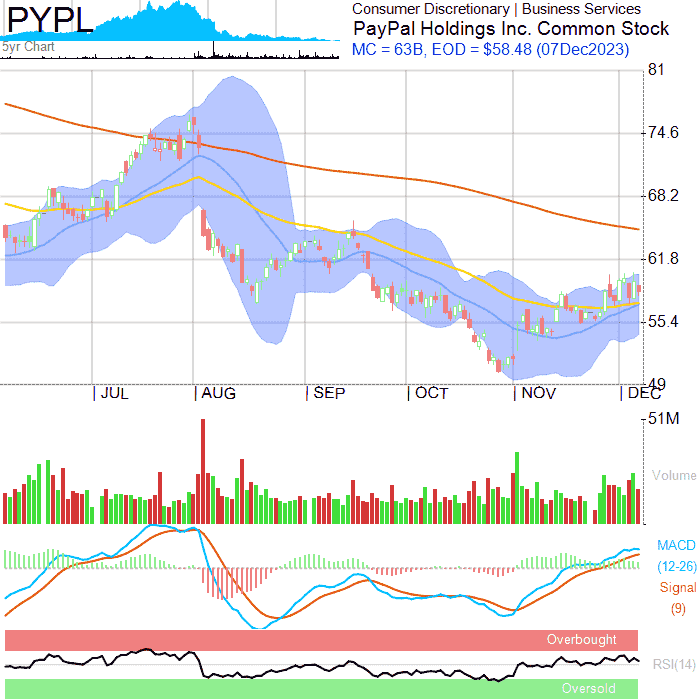 PYPL
5yr Chart
Consumer Discretionary | Business Services
PayPal Holdings Inc. Common Stock
MC = 63B, EOD = $58.48 (07Dec2023)
81
74.6
68.2
61.8
55.4
49
JUL AUG SEP OCT NOV DEC
51M
Volume
MACD
(12-26)
Signal
(9)
Overbought
RSI(14)
Oversold